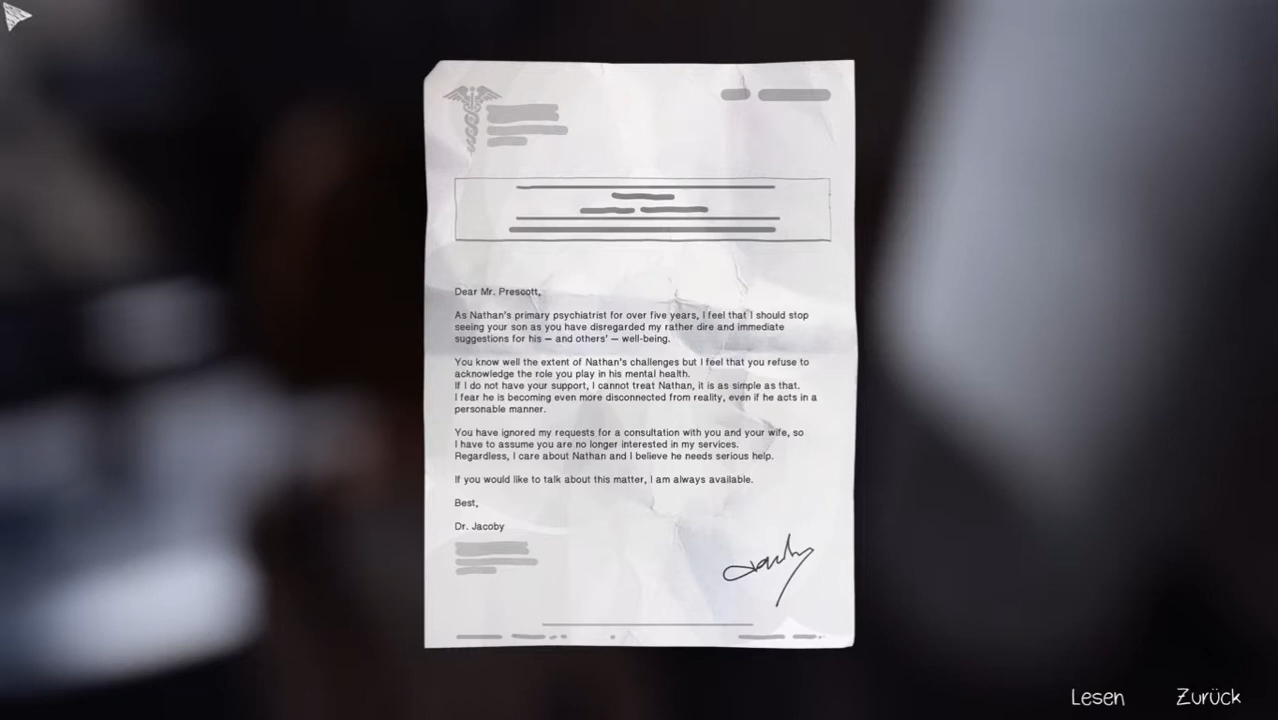 Dear Mr. Prescott,
As Nathan's primary psychiatrist for over five years, I feel that I should stop
seeing your son as you have disregarded my rather dire and immediate
suggestions for his — and others' — well-being.
You know well the extent of Nathan's challenges but I feel that you refuse to
acknowledge the role you play in his mental health.
If I do not have your support, I cannot treat Nathan, it is as simple as that.
I fear he is becoming even more disconnected from reality, even if he acts in a
personable manner.
You have ignored my requests for a consultation with you and your wife, so
I have to assume you are no longer interested in my services.
Regardless, I care about Nathan and I believe he needs serious help.
If you would like to talk about this matter, I am always available.
Best,
Dr. Jacoby
Lesen Zurück